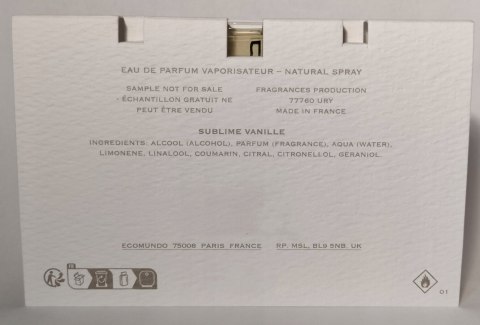 EAU DE PARFUM VAPORISATEUR – NATURAL SPRAY
SAMPLE NOT FOR SALE
ÉCHANTILLON GRATUIT NE
PEUT ÊTRE VENDU
FRAGRANCES PRODUCTION
77760 URY
MADE IN FRANCE
SUBLIME VANILLE
INGREDIENTS: ALCOOL (ALCOHOL), PARFUM (FRAGRANCE), AQUA (WATER),
LIMONENE, LINALOOL, COUMARIN, CITRAL, CITRONELLOL, GERANIOL.
ECOMUNDO 75008 PARIS FRANCE RP: MSL, BL9 5NB, UK
FR
01